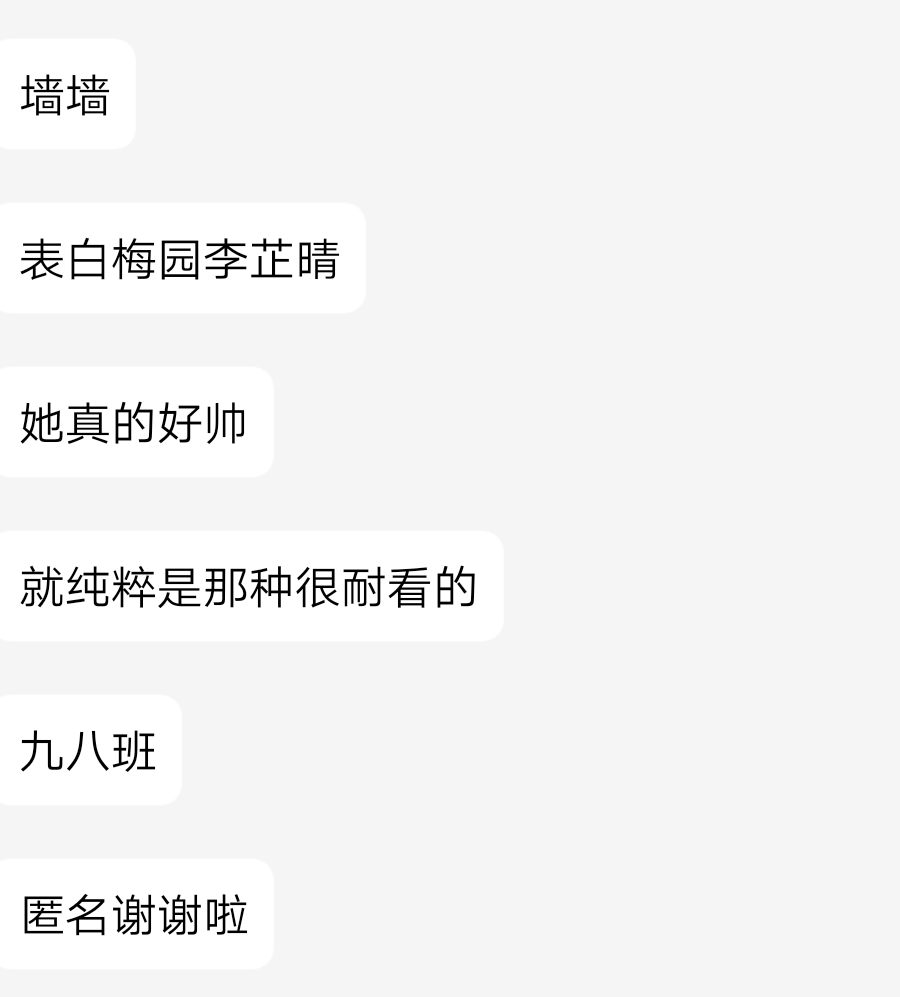 墙墙
表白梅园李芷晴
她真的好帅
就纯粹是那种很耐看的
九八班
匿名谢谢啦